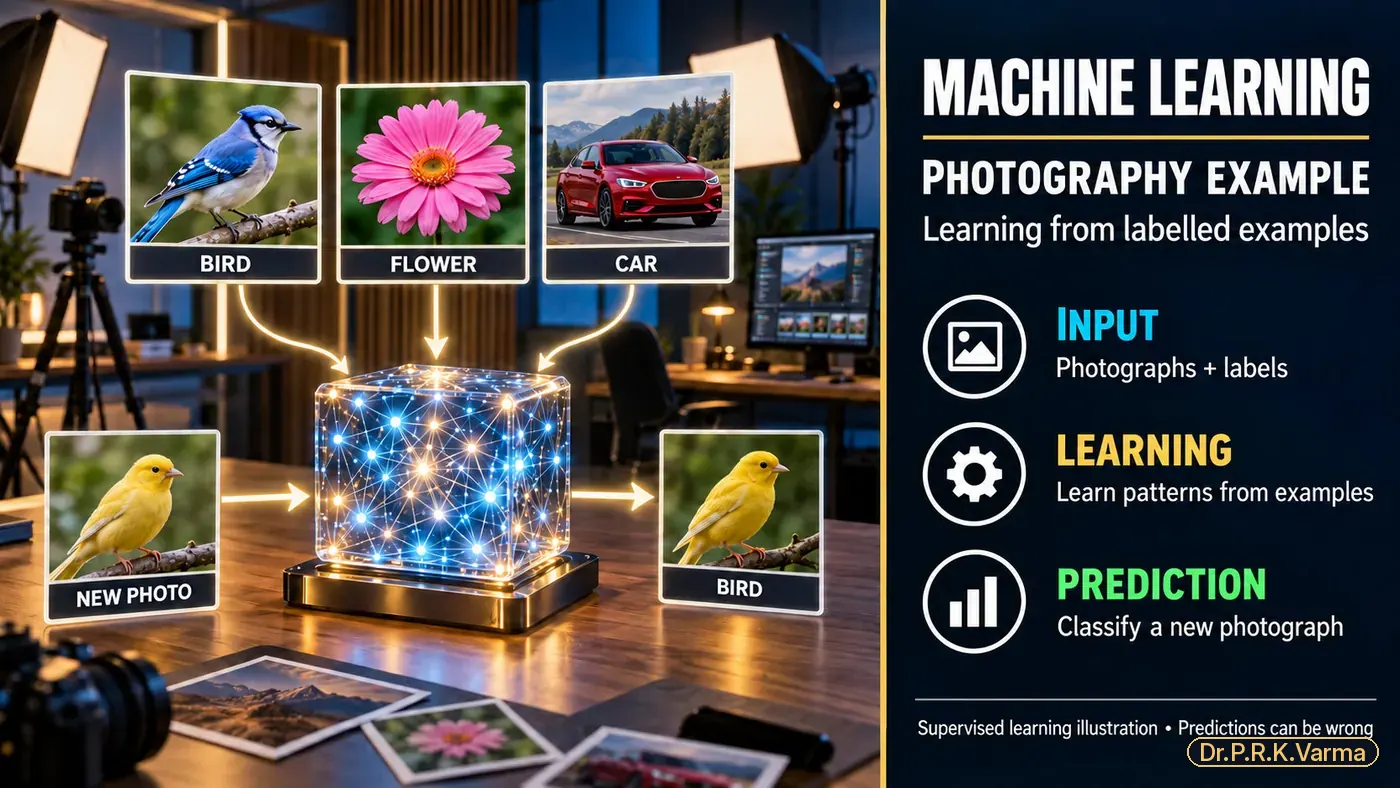 BIRD
FLOWER
CAR
NEW PHOTO
BIRD
MACHINE LEARNING
PHOTOGRAPHY EXAMPLE
Learning from labelled examples
INPUT
Photographs + labels
LEARNING
Learn patterns from examples
PREDICTION
Classify a new photograph
Supervised learning illustration • Predictions can be wrong
Dr.P.R.K.Varma